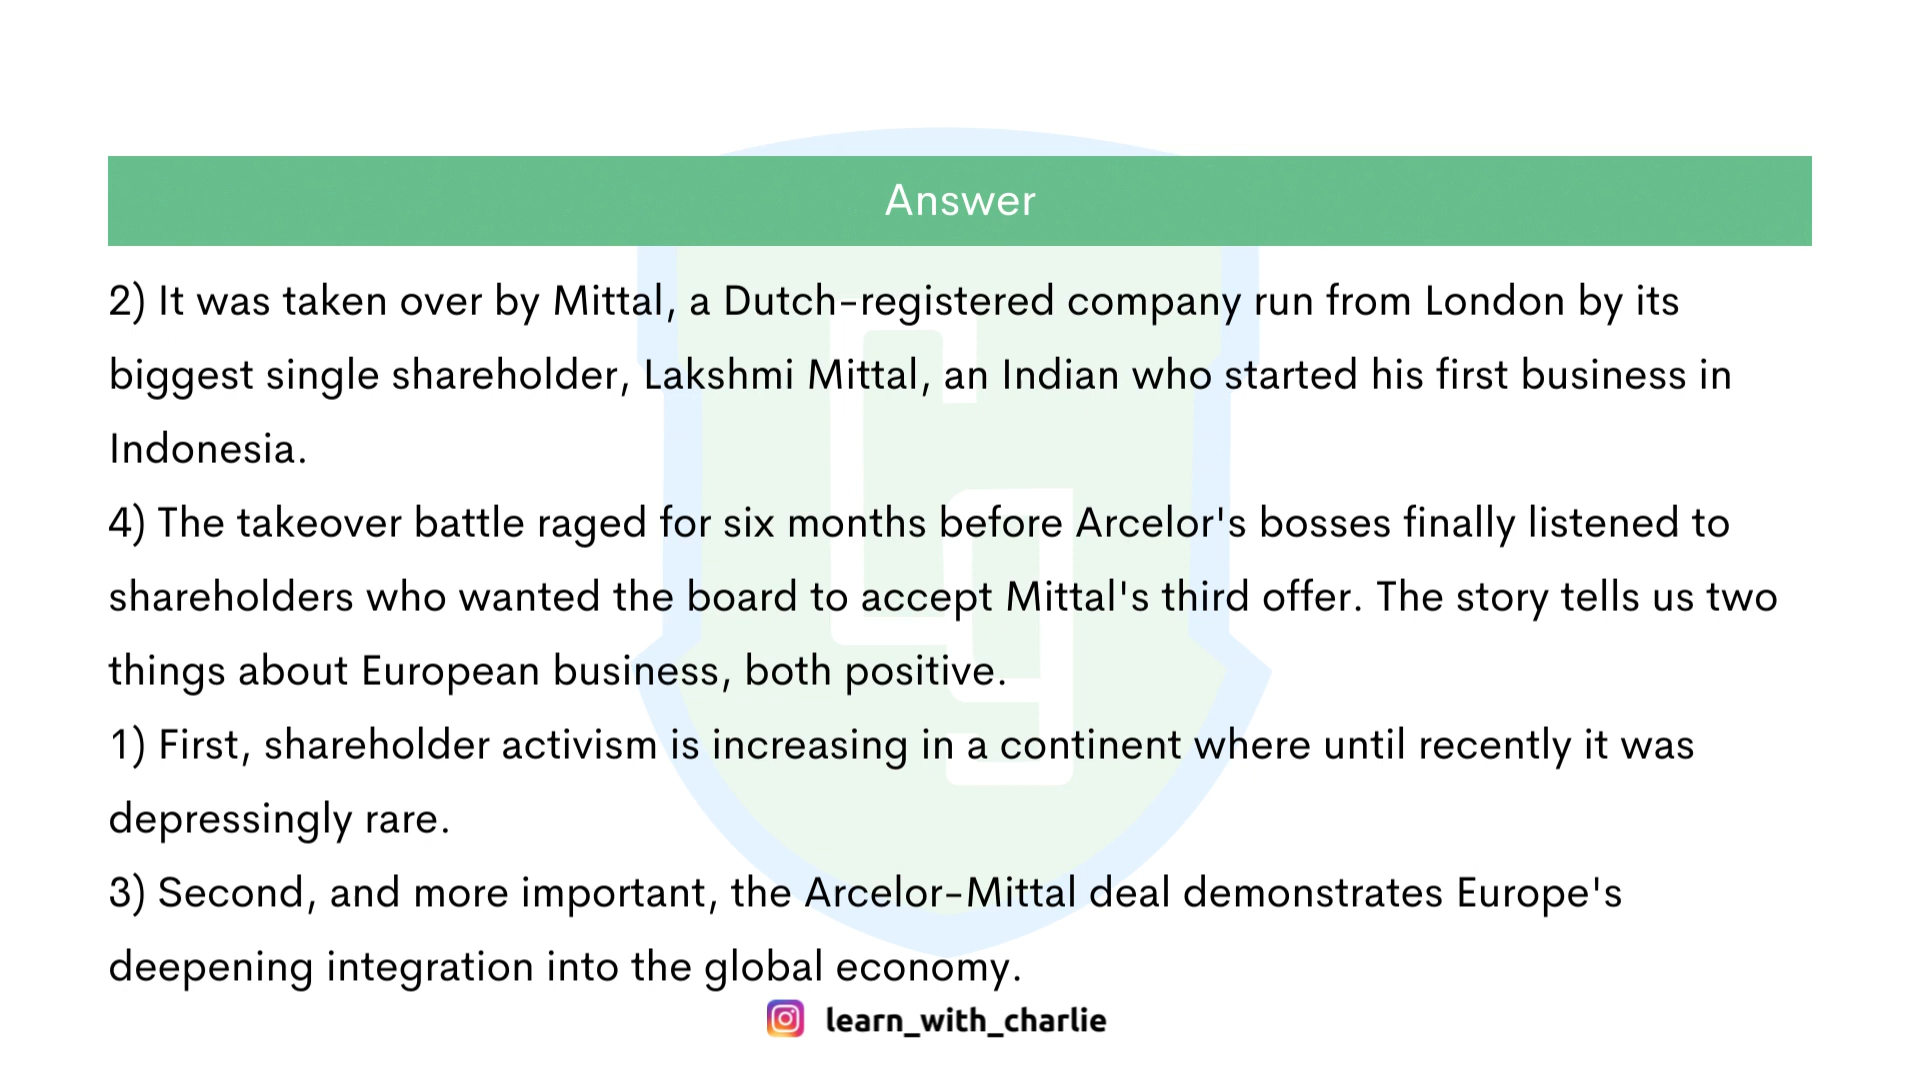 Answer
2) It was taken over by Mittal, a Dutch-registered company run from London by its
biggest single shareholder, Lakshmi Mittal, an Indian who started his first business in
Indonesia.
4) The takeover battle raged for six months before Arcelor's bosses finally listened to
shareholders who wanted the board to accept Mittal's third offer. The story tells us two
things about European business, both positive.
1) First, shareholder activism is increasing in a continent where until recently it was
depressingly rare.
3) Second, and more important, the Arcelor-Mittal deal demonstrates Europe's
deepening integration into the global economy.
learn_with_charlie